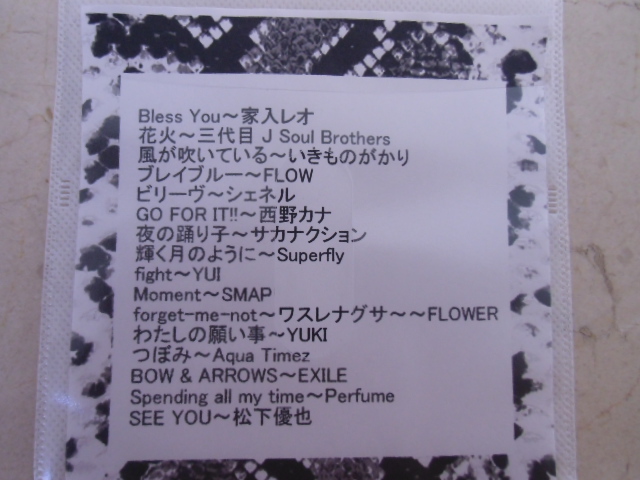 Bless You～家入レオ
花火～三代目 J Soul Brothers
風が吹いている～いきものがかり
ブレイブルー～FLOW
ビリーヴ～シェネル
GO FOR IT!!～西野カナ
夜の踊り子～サカナクション
輝く月のように～Superfly
fight～YUI
Moment～SMAP
forget-me-not～ワスレナグサ～～FLOWER
わたしの願い事～YUKI
つぼみ～Aqua Timez
BOW & ARROWS～EXILE
Spending all my time～Perfume
SEE YOU～松下優也